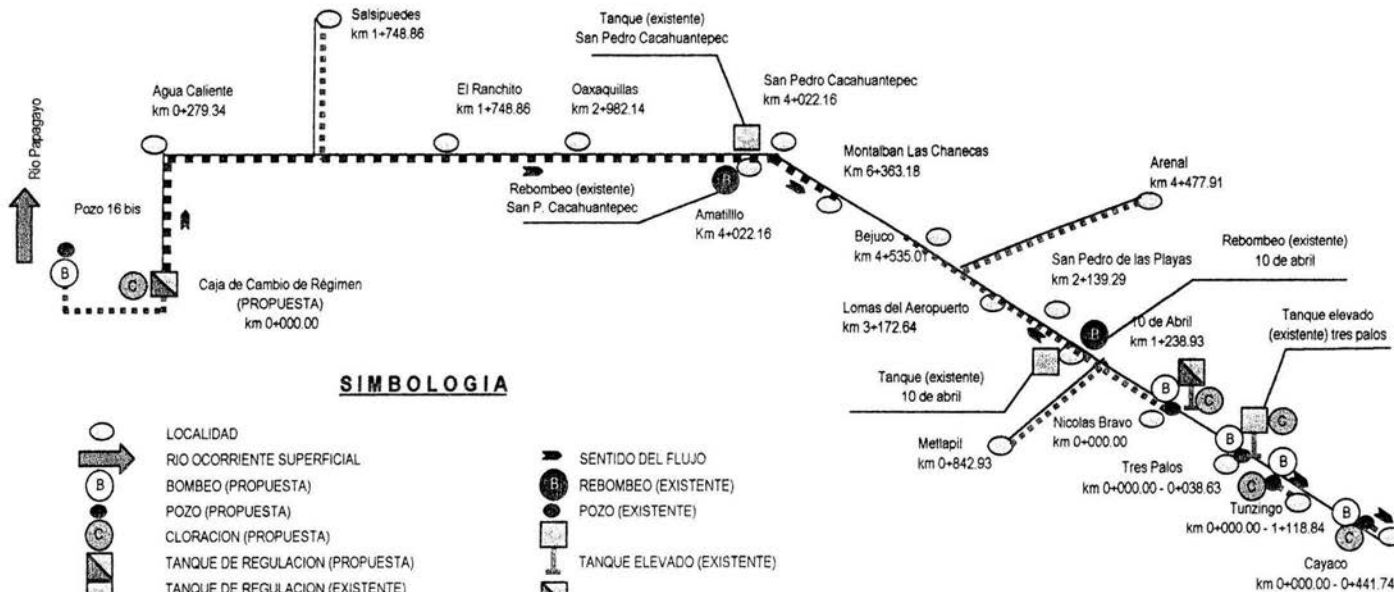 Salsipuedes
km 1+748.86
Tanque (existente)
San Pedro Cacahuantepec
Agua Caliente
km 0+279.34
El Ranchito
km 1+748.86
Oaxaquillas
km 2+982.14
San Pedro Cacahuantepec
km 4+022.16
Rio Papagayo
Montalban Las Chanecas
Km 6+363.18
Arenal
km 4+477.91
Pozo 16 bis
Rebombeo (existente)
San P. Cacahuantepec
B
Amatilllo
Km 4+022.16
Bejuco
km 4+535.01
Rebombeo (existente)
10 de abril
San Pedro de las Playas
km 2+139.29
B
C
Caja de Cambio de Régimen
(PROPUESTA)
km 0+000.00
Lomas del Aeropuerto
km 3+172.64
B
10 de Abril
km 1+238.93
Tanque elevado
(existente) tres palos
Tanque (existente)
10 de abril
SIMBOLOGIA
B
C
C
Nicolas Bravo
km 0+000.00
Metlapil
km 0+842.93
B
B
Tres Palos
km 0+000.00 - 0+038.63
C
Tunzingo
km 0+000.00 - 1+118.84
B
C
Cayaco
km 0+000.00 - 0+441.74
LOCALIDAD
RIO OCORRIENTE SUPERFICIAL
B BOMBEO (PROPUESTA)
POZO (PROPUESTA)
C CLORACION (PROPUESTA)
TANQUE DE REGULACION (PROPUESTA)
TANQUE DE REGULACION (EXISTENTE)
SENTIDO DEL FLUJO
B REBOMBEO (EXISTENTE)
POZO (EXISTENTE)
TANQUE ELEVADO (EXISTENTE)